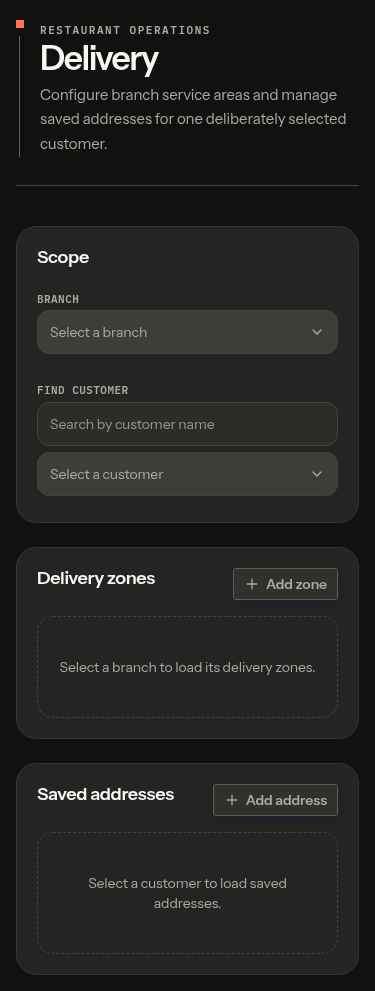 RESTAURANT OPERATIONS
Delivery
Configure branch service areas and manage
saved addresses for one deliberately selected
customer.
Scope
BRANCH
Select a branch
FIND CUSTOMER
Search by customer name
Select a customer
Delivery zones
Add zone
Select a branch to load its delivery zones.
Saved addresses
Add address
Select a customer to load saved
addresses.